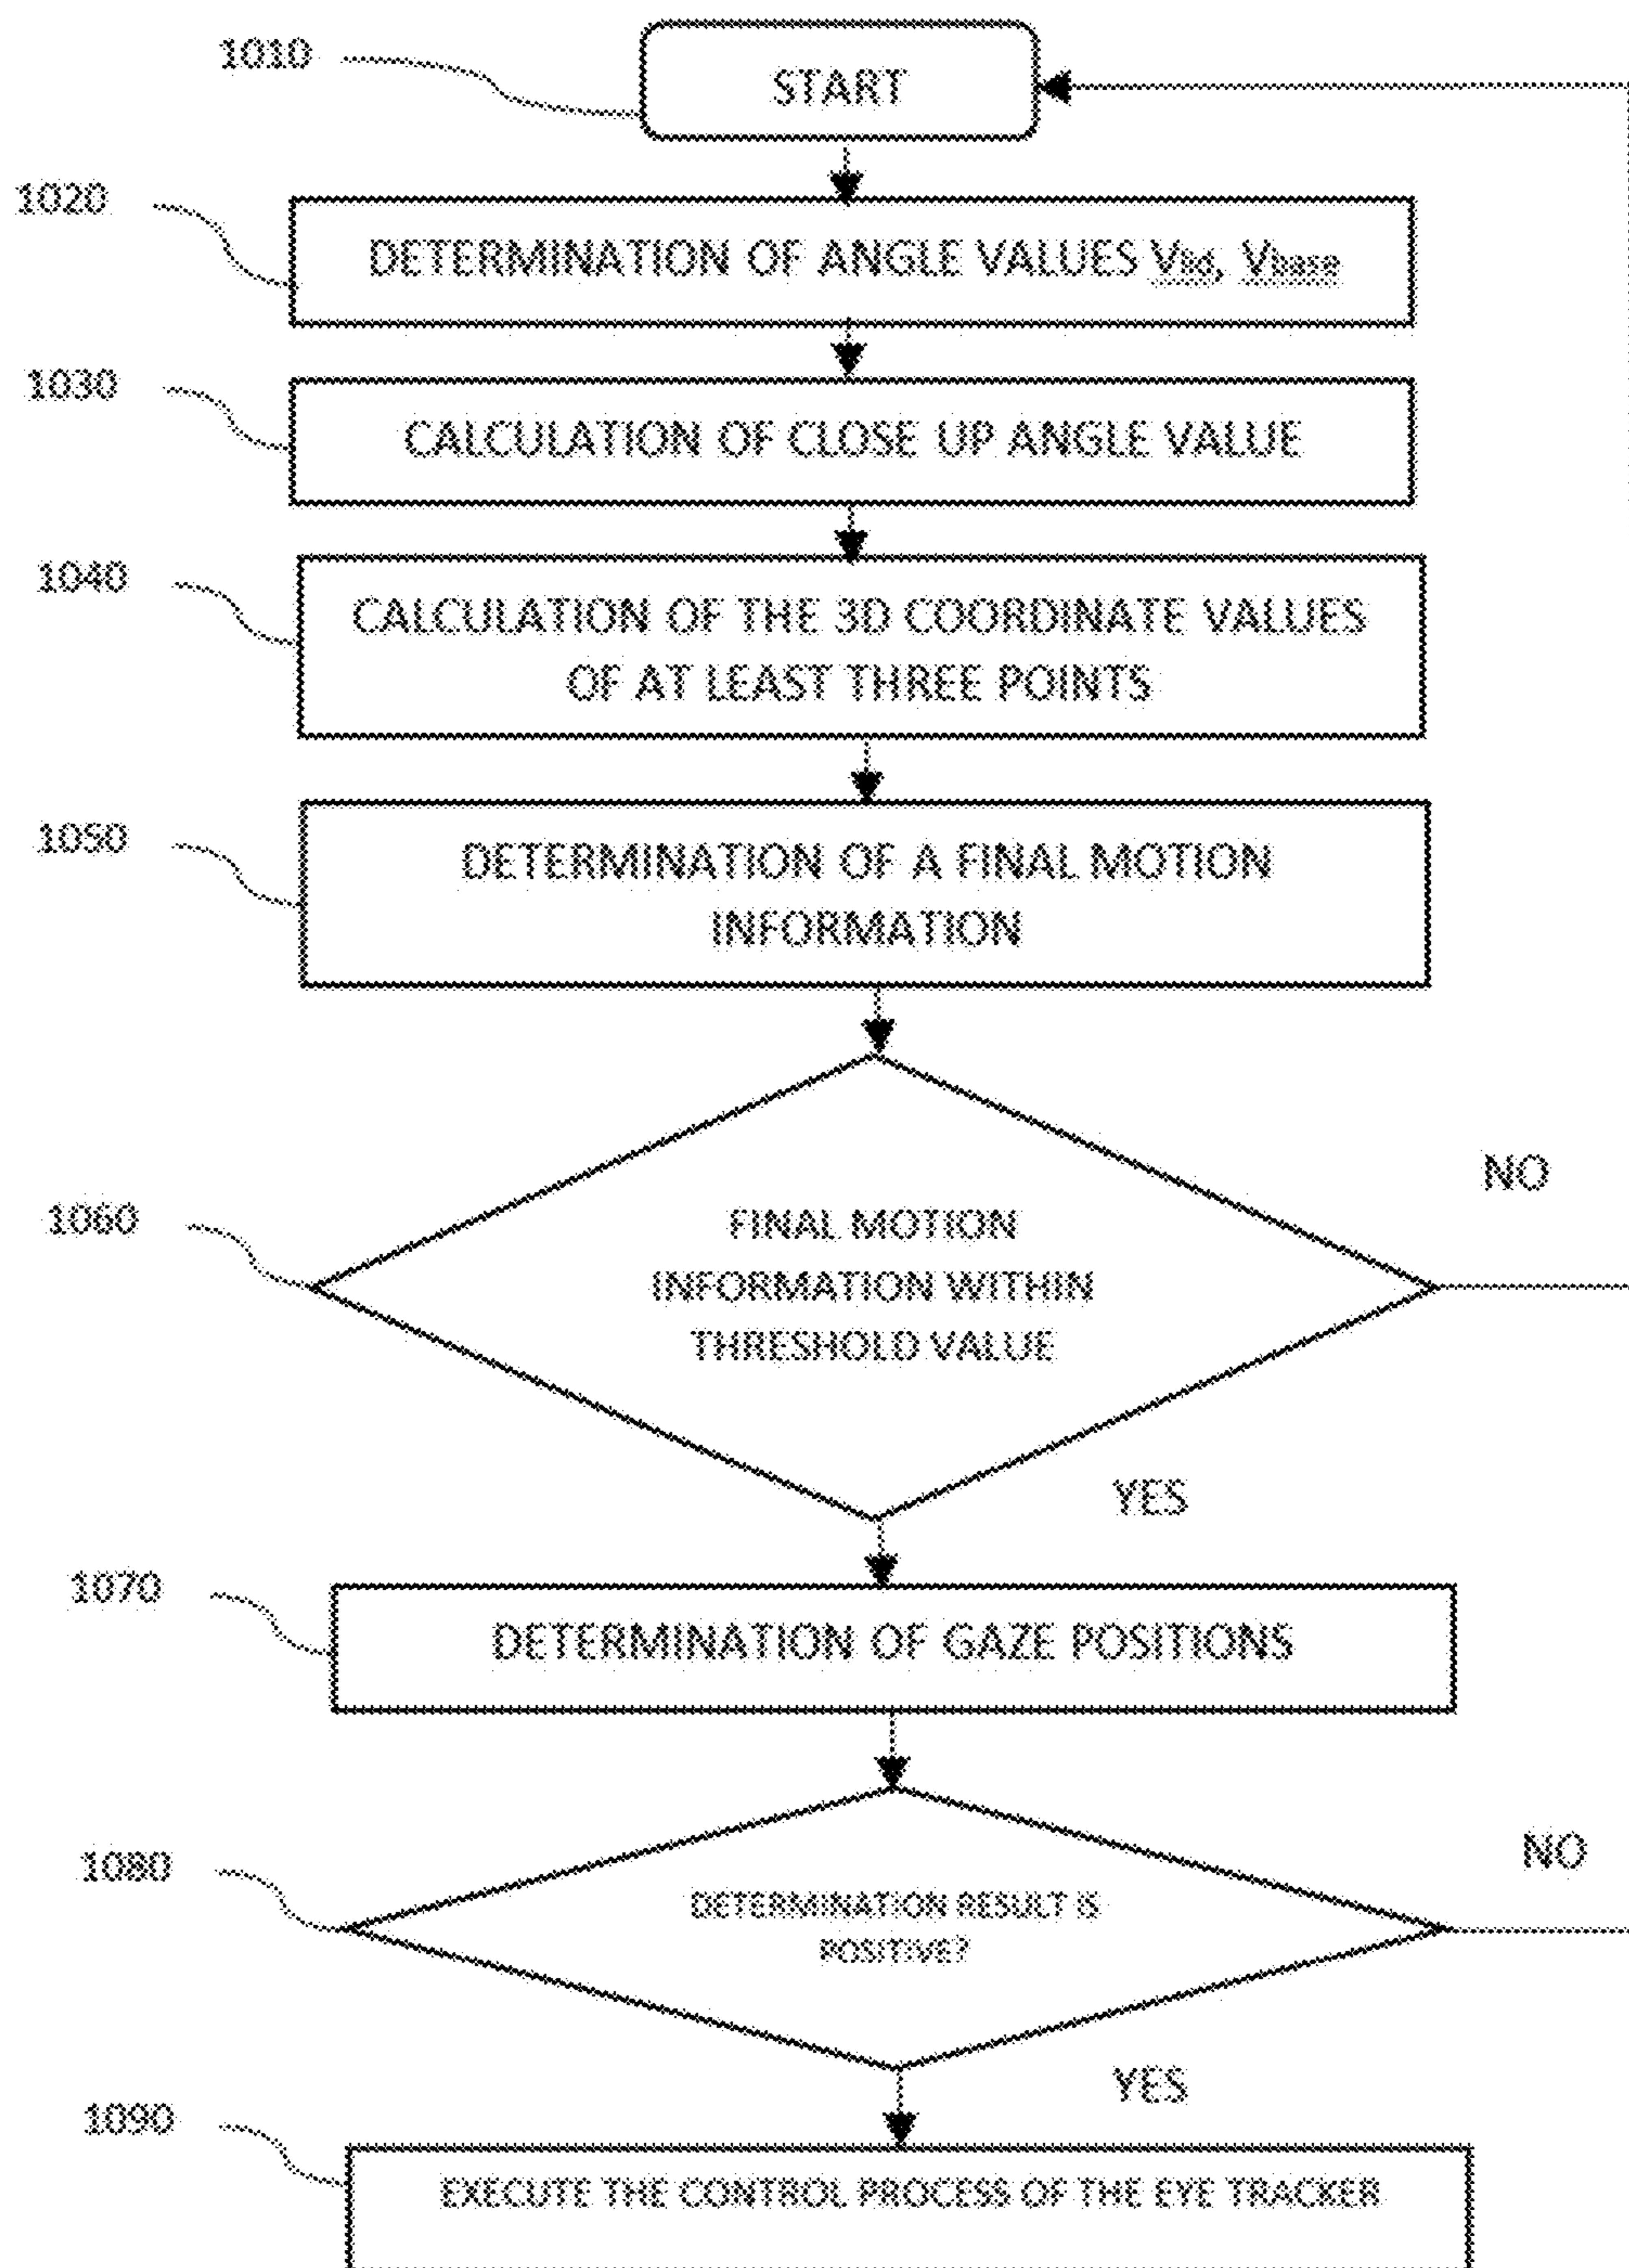 1010
START
1020
DETERMINATION OF ANGLE VALUES Vlid, Vbase
1030
CALCULATION OF CLOSE UP ANGLE VALUE
1040
CALCULATION OF THE 3D COORDINATE VALUES
OF AT LEAST THREE POINTS
1050
DETERMINATION OF A FINAL MOTION
INFORMATION
NO
1060
FINAL MOTION
INFORMATION WITHIN
THRESHOLD VALUE
YES
1070
DETERMINATION OF GAZE POSITIONS
NO
1080
DETERMINATION RESULT IS
POSITIVE?
YES
1090
EXECUTE THE CONTROL PROCESS OF THE EYE TRACKER